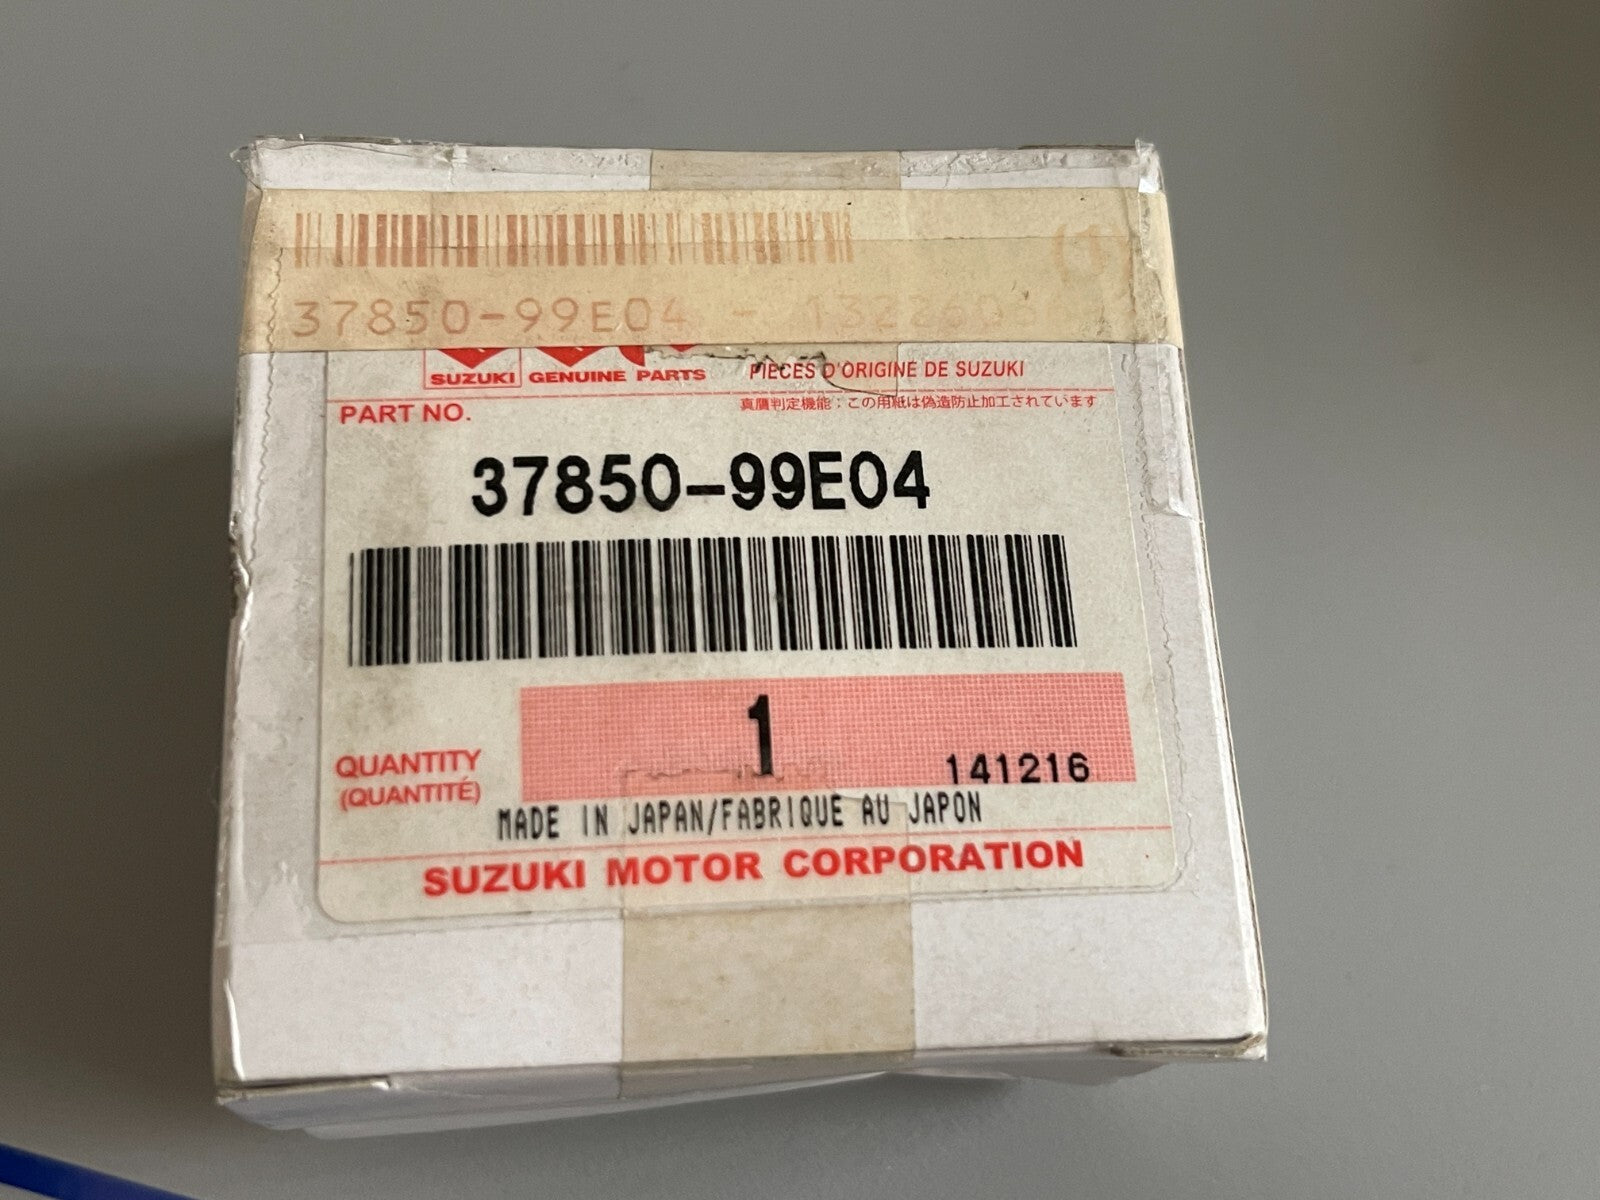 37850-99E04 -
SUZUKI GENUINE PARTS
PIECES D'ORIGINE DE SUZUKI
PART NO.
真贋判定機能：この用紙は偽造防止加工されています
37850-99E04
1
QUANTITY
(QUANTITÉ)
141216
MADE IN JAPAN/FABRIQUE AU JAPON
SUZUKI MOTOR CORPORATION